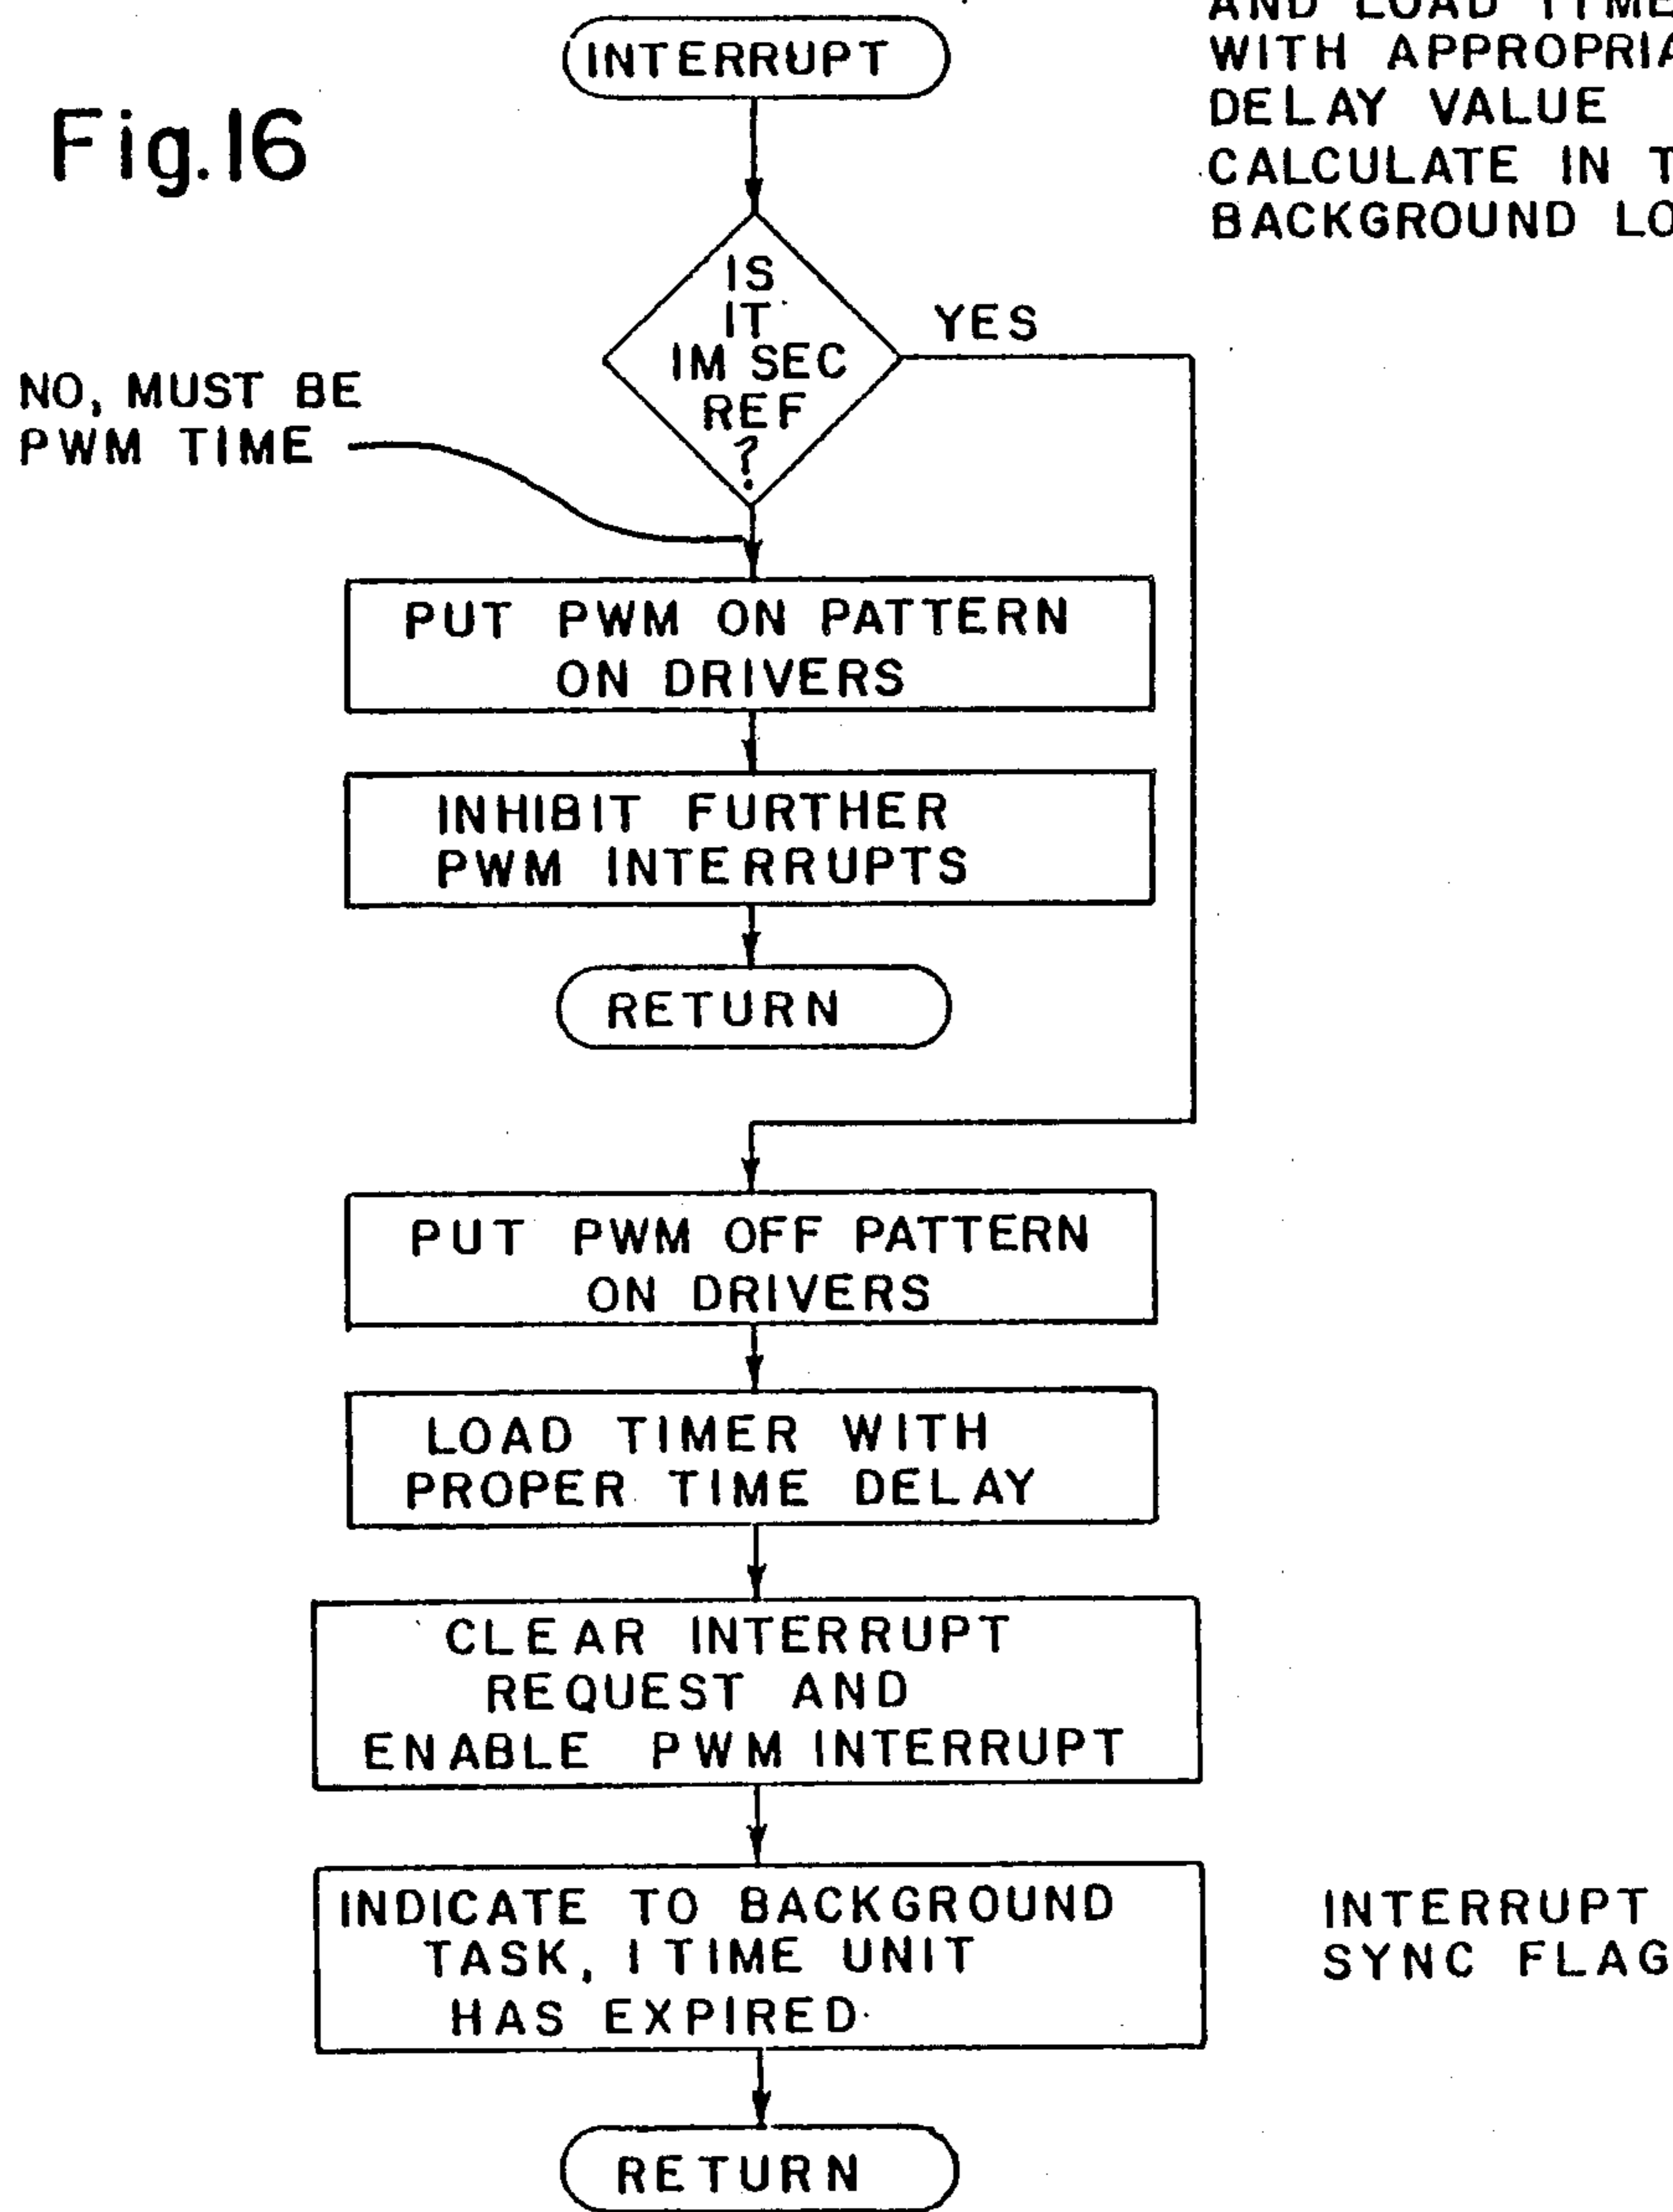 Fig.16
INTERRUPT
WITH
DELAY VALUE
CALCULATE IN
BACKGROUND
IS
IT
1M SEC
REF
?
YES
NO, MUST BE
PWM TIME
PUT PWM ON PATTERN
ON DRIVERS
INHIBIT FURTHER
PWM INTERRUPTS
RETURN
PUT PWM OFF PATTERN
ON DRIVERS
LOAD TIMER WITH
PROPER TIME DELAY
CLEAR INTERRUPT
REQUEST AND
ENABLE PWM INTERRUPT
INDICATE TO BACKGROUND
TASK, 1 TIME UNIT
HAS EXPIRED
INTERRUPT
SYNC FLAG
RETURN